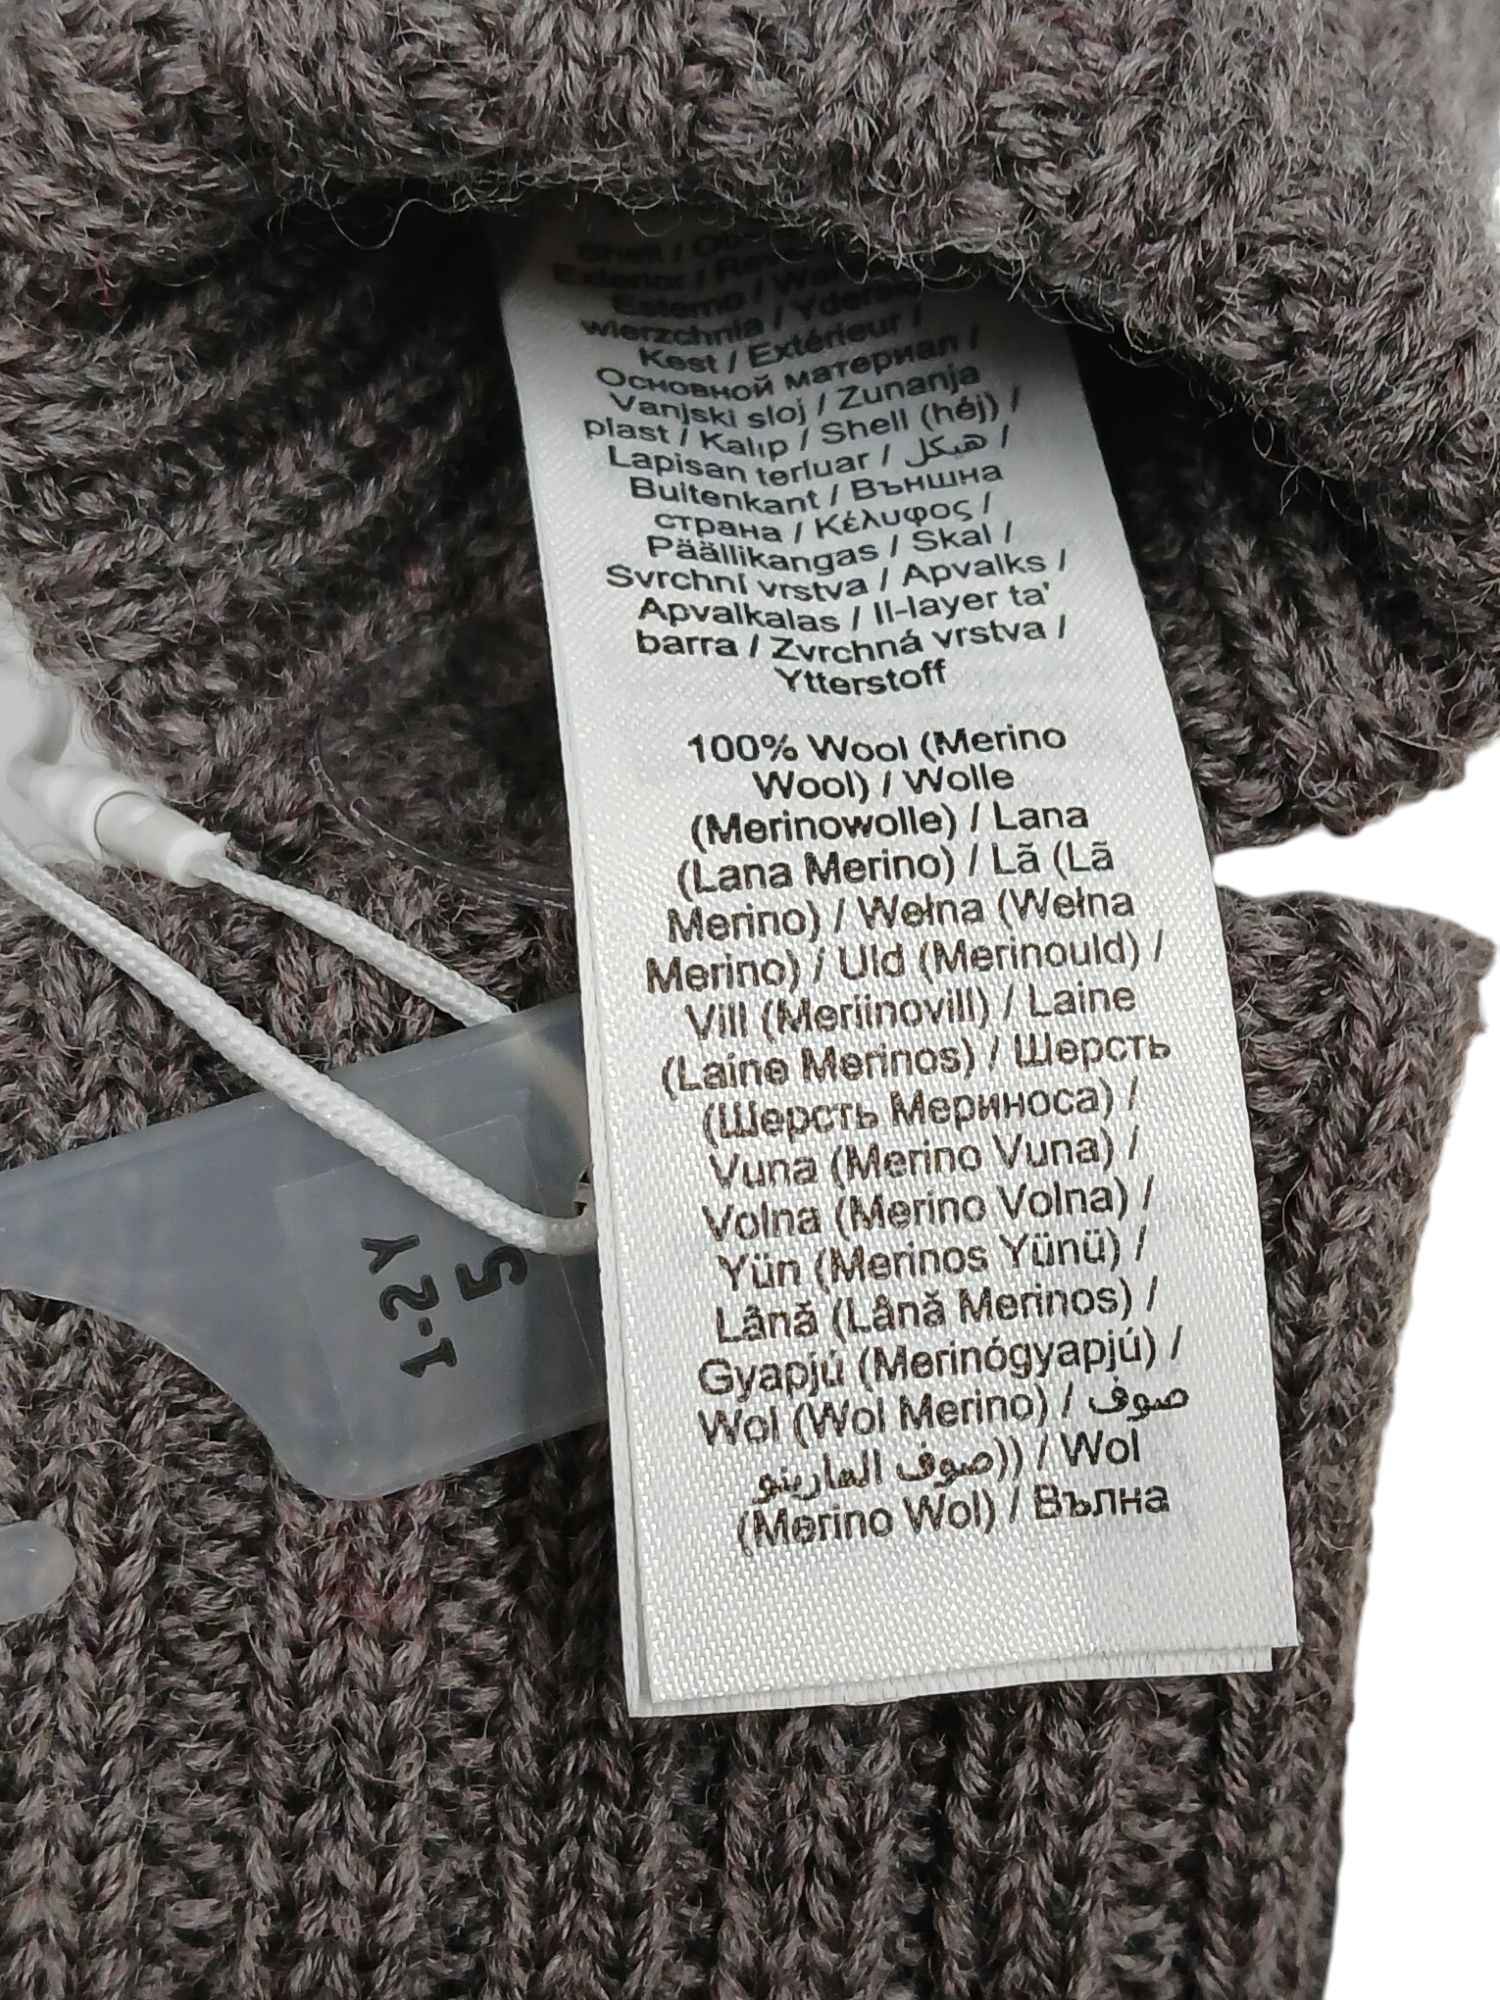 Shell /
Exterior /
Esterno /
wierzchnia /
Kest / Extérieur /
Основной материал /
Vanjski sloj / Zunanja
plast / Kalıp / Shell (héj) /
Lapisan terluar / هيكل /
Buitenkant / Външна
страна / Κέλυφος /
Päällikangas / Skal /
Svrchní vrstva / Apvalks /
Apvalkalas / Il-layer ta'
barra / Zvrchná vrstva /
Ytterstoff
100% Wool (Merino
Wool) / Wolle
(Merinowolle) / Lana
(Lana Merino) / Lã (Lã
Merino) / Wełna (Wełna
Merino) / Uld (Merinould) /
Vill (Meriinovill) / Laine
(Laine Merinos) / Шерсть
(Шерсть Мериноса) /
Vuna (Merino Vuna) /
Volna (Merino Volna) /
Yün (Merinos Yünü) /
Lână (Lână Merinos) /
Gyapjú (Merinógyapjú) /
Wol (Wol Merino) / صوف
صوف المارينو)) / Wol
(Merino Wol) / Вълна
5
1-2Y